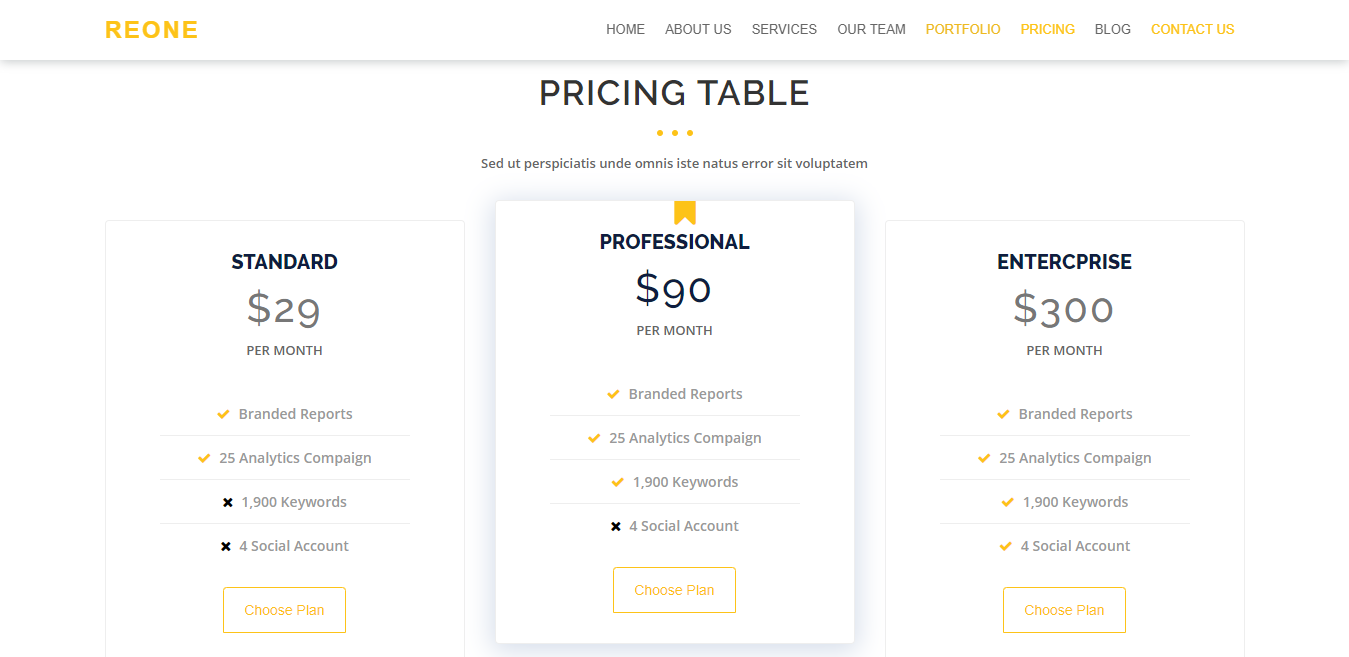 REONE
HOME ABOUT US SERVICES OUR TEAM PORTFOLIO PRICING BLOG CONTACT US
PRICING TABLE
Sed ut perspiciatis unde omnis iste natus error sit voluptatem
STANDARD
$29
PER MONTH
Branded Reports
25 Analytics Compaign
1,900 Keywords
4 Social Account
Choose Plan
PROFESSIONAL
$90
PER MONTH
Branded Reports
25 Analytics Compaign
1,900 Keywords
4 Social Account
Choose Plan
ENTERCPRISE
$300
PER MONTH
Branded Reports
25 Analytics Compaign
1,900 Keywords
4 Social Account
Choose Plan